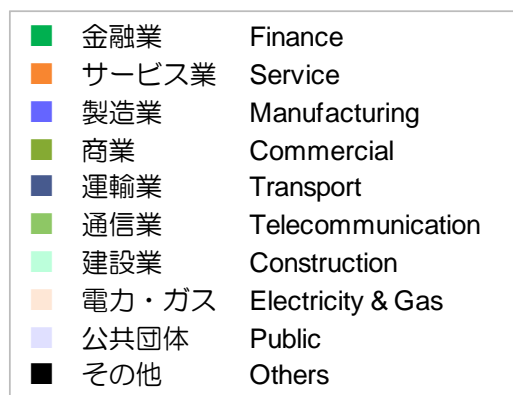 金融業 Finance
サービス業 Service
製造業 Manufacturing
商業 Commercial
運輸業 Transport
通信業 Telecommunication
建設業 Construction
電力・ガス Electricity & Gas
公共団体 Public
その他 Others